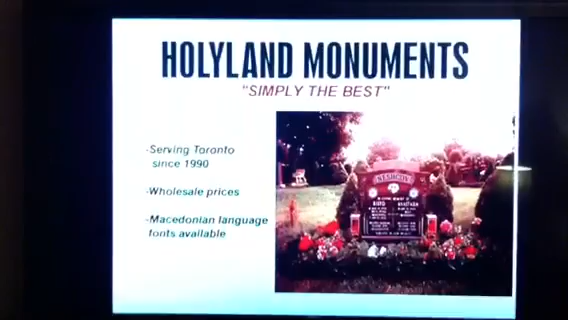 HOLYLAND MONUMENTS
"SIMPLY THE BEST"
-Serving Toronto
since 1990
-Wholesale prices
-Macedonian language
fonts available